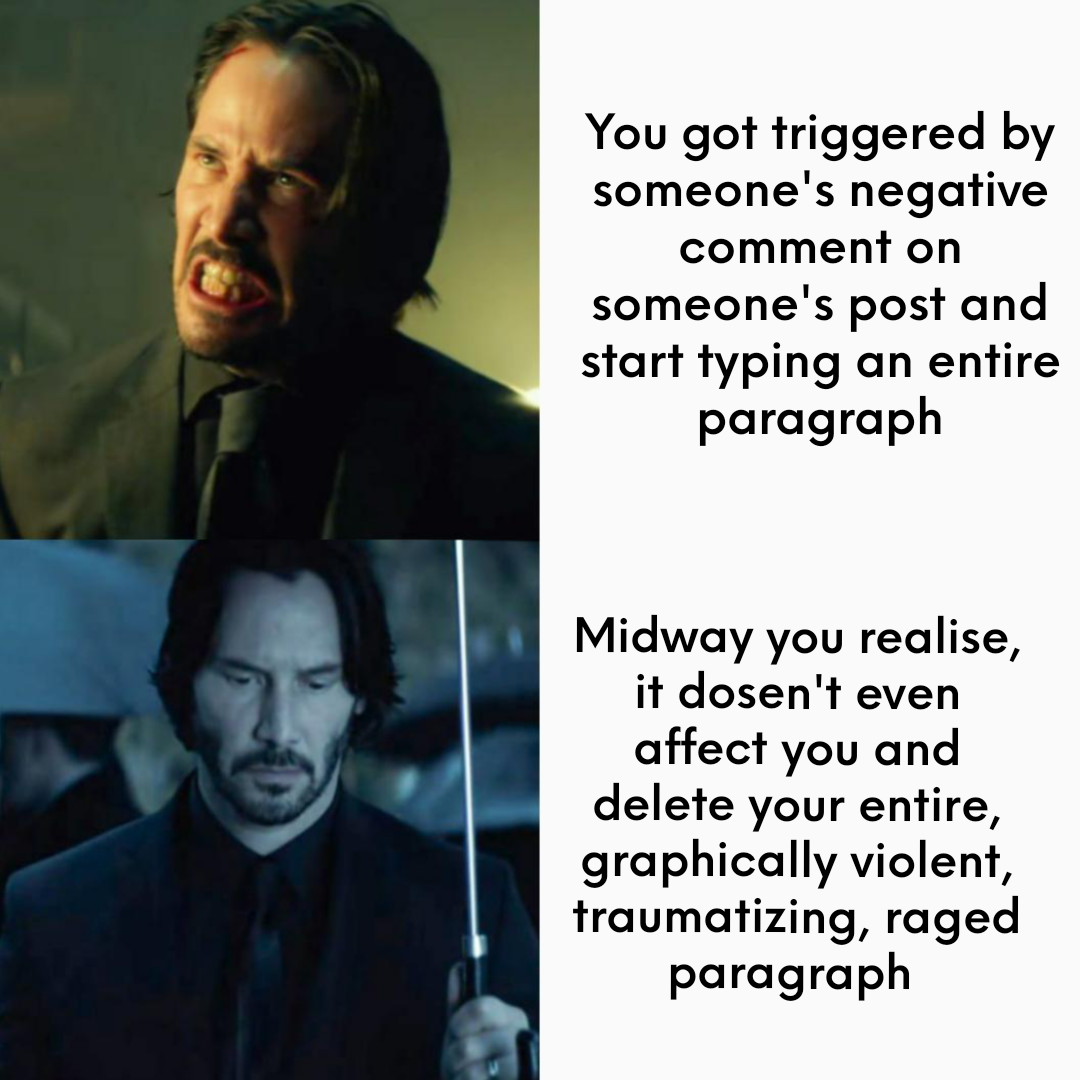 You got triggered by
someone's negative
comment on
someone's post and
start typing an entire
paragraph
Midway you realise,
it dosen't even
affect you and
delete your entire,
graphically violent,
traumatizing, raged
paragraph